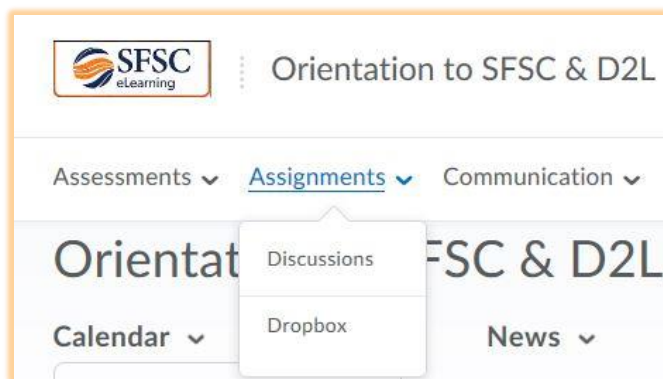 SFSC
eLearning
Orientation to SFSC & D2L
Assessments Assignments Communication
Discussions
Dropbox
Orientat FSC & D2L
Calendar News